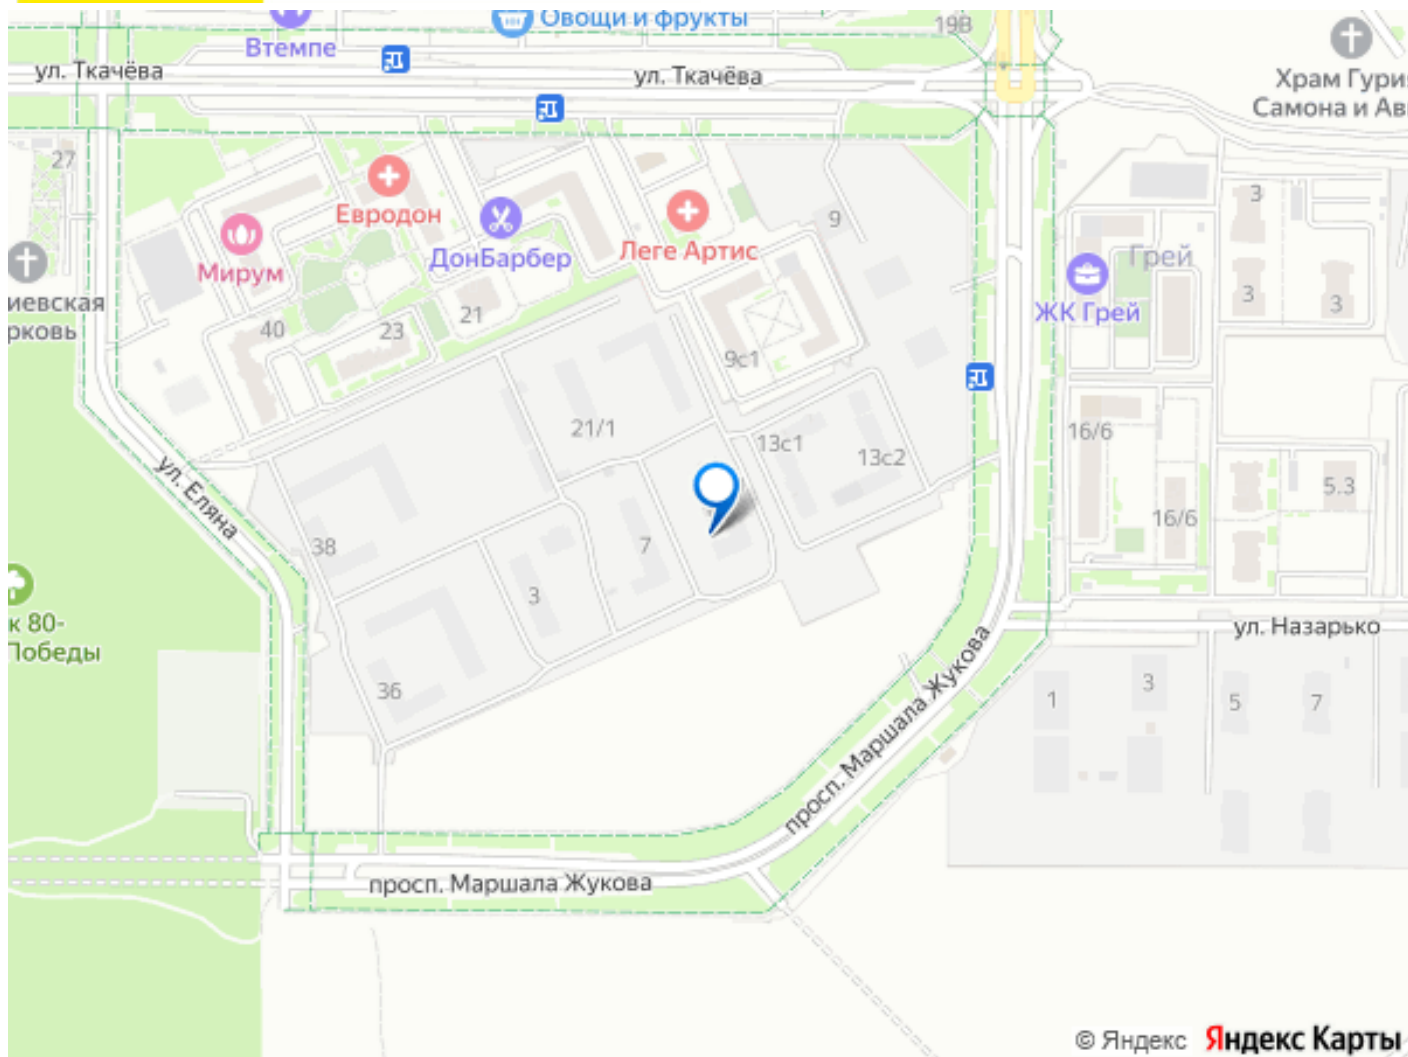 Овощи и фрукты
19В
Втемпе
ул. Ткачёва
ул. Ткачёва
Храм Гури
Самона и Ав
27
Евродон
ДонБарбер
Леге Артис
9
3
Мирум
Грей
3
3
иевская
рковь
40
23
21
ЖК Грей
9с1
21/1
13с1
13с2
16/6
5.3
ул. Еляна
38
7
16/6
3
к 80-
Победы
ул. Назарько
36
просп. Маршала Жукова
1
3
5
7
просп. Маршала Жукова
© Яндекс Яндекс Карты